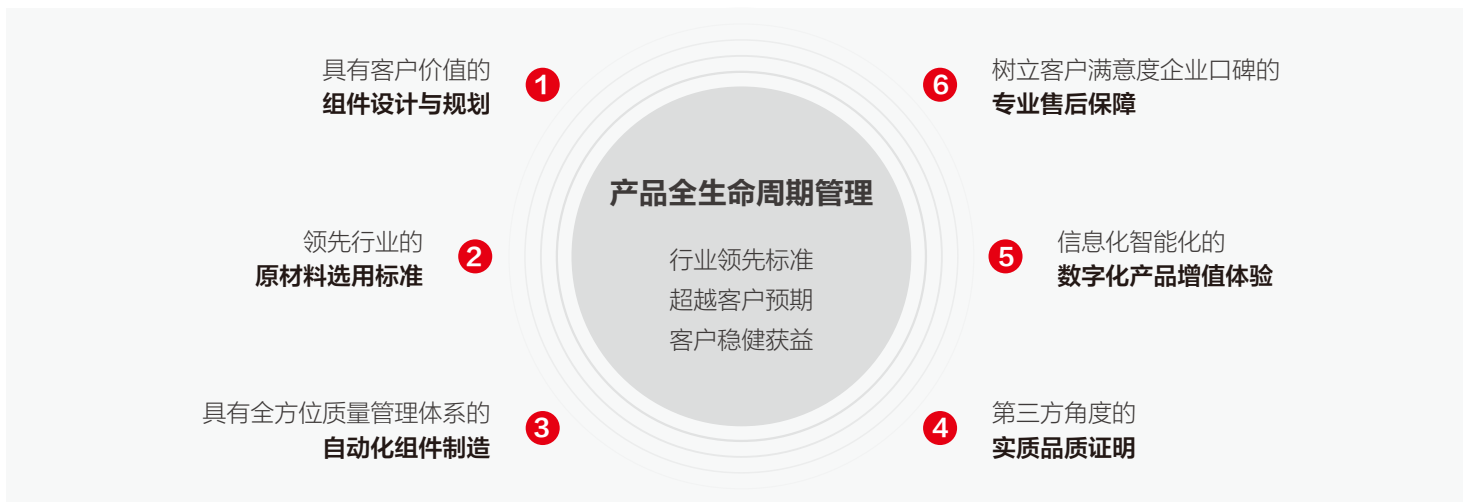 具有客户价值的
组件设计与规划
1
领先行业的
原材料选用标准
2
具有全方位质量管理体系的
自动化组件制造
3
产品全生命周期管理
行业领先标准
超越客户预期
客户稳健获益
6
树立客户满意度企业口碑的
专业售后保障
5
信息化智能化的
数字化产品增值体验
4
第三方角度的
实质品质证明